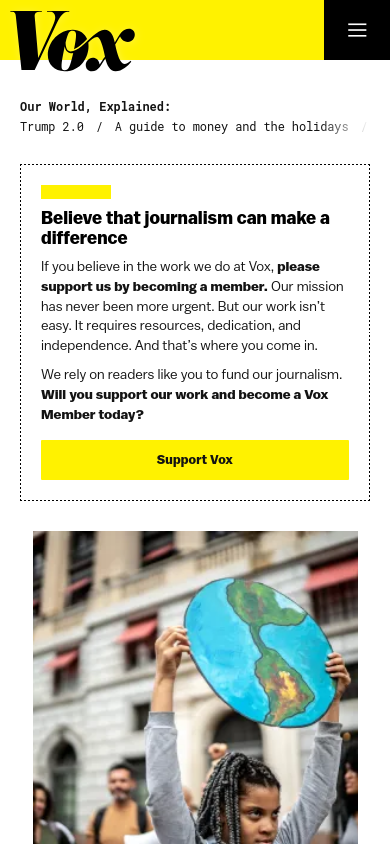 Vox
Our World, Explained:
Trump 2.0 / A guide to money and the holidays /
Believe that journalism can make a
difference
If you believe in the work we do at Vox, please
support us by becoming a member. Our mission
has never been more urgent. But our work isn't
easy. It requires resources, dedication, and
independence. And that's where you come in.
We rely on readers like you to fund our journalism.
Will you support our work and become a Vox
Member today?
Support Vox